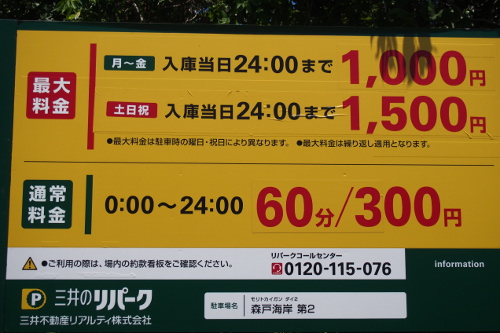 最大料金
月～金 入庫当日24:00まで 1,000円
土日祝 入庫当日24:00まで 1,500円
●最大料金は駐車時の曜日・祝日により異なります。 ●最大料金は繰り返し適用となります。
通常料金
0:00～24:00 60分/300円
●ご利用の際は、場内の約款看板をご確認ください。
リパークコールセンター
0120-115-076
information
P 三井のリパーク
三井不動産リアルティ株式会社
駐車場名
モリトカイガン ダイ2
森戸海岸 第2